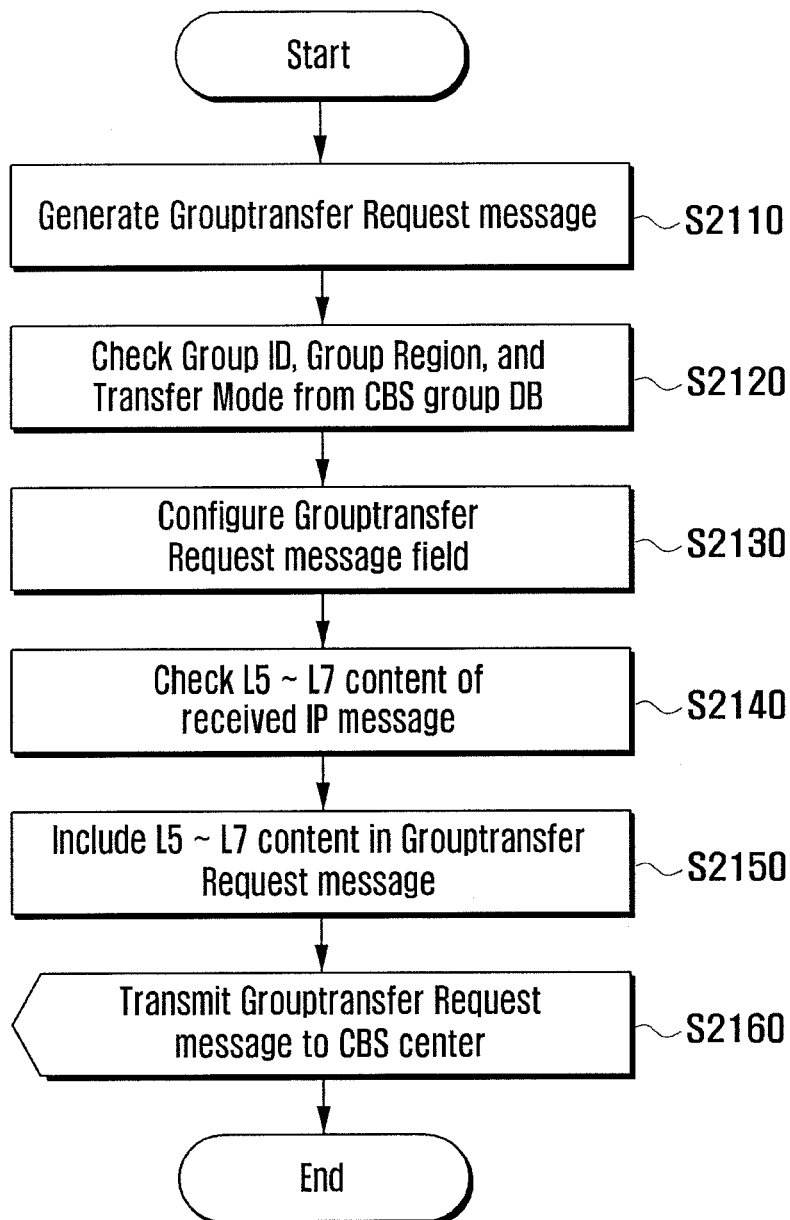 Start
Generate Grouptransfer Request message
S2110
Check Group ID, Group Region, and
Transfer Mode from CBS group DB
S2120
Configure Grouptransfer
Request message field
S2130
Check L5 ~ L7 content of
received IP message
S2140
Include L5 ~ L7 content in Grouptransfer
Request message
S2150
Transmit Grouptransfer Request
message to CBS center
S2160
End